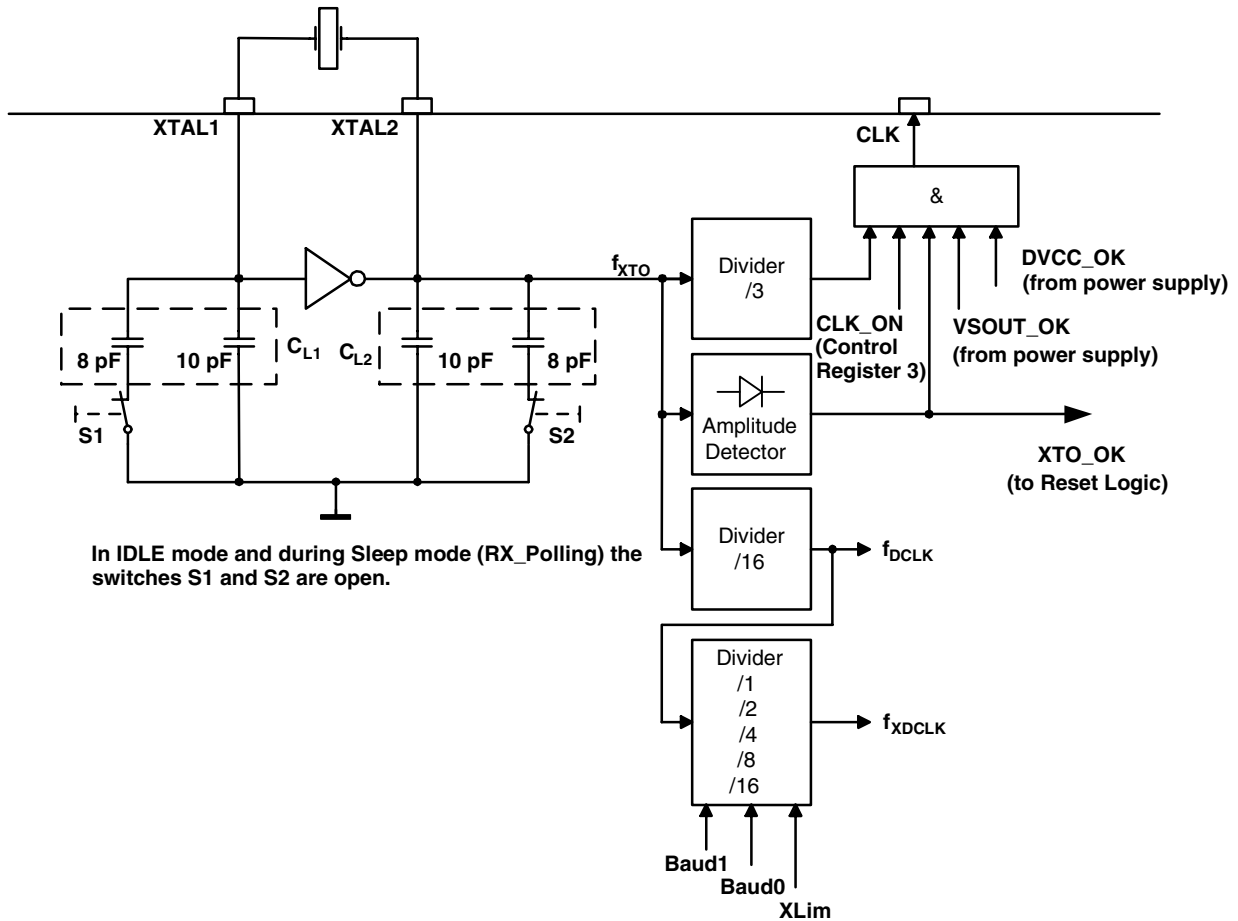 XTAL1
XTAL2
CLK
&
DVCC_OK
(from power supply)
fXTO
Divider
/3
CLK_ON
(Control
Register 3)
VSOUT_OK
(from power supply)
8 pF
10 pF
CL1
CL2
10 pF
8 pF
S1
S2
Amplitude
Detector
XTO_OK
(to Reset Logic)
In IDLE mode and during Sleep mode (RX_Polling) the
switches S1 and S2 are open.
Divider
/16
fDCLK
Divider
/1
/2
/4
/8
/16
fXDCLK
Baud1
Baud0
XLim